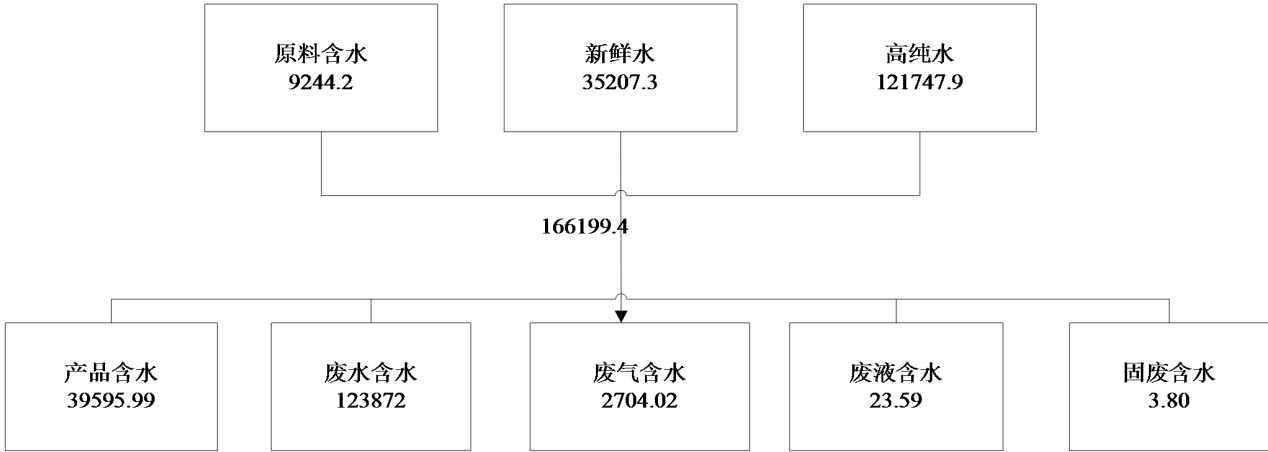 原料含水
9244.2
新鲜水
35207.3
高纯水
121747.9
166199.4
产品含水
39595.99
废水含水
123872
废气含水
2704.02
废液含水
23.59
固废含水
3.80